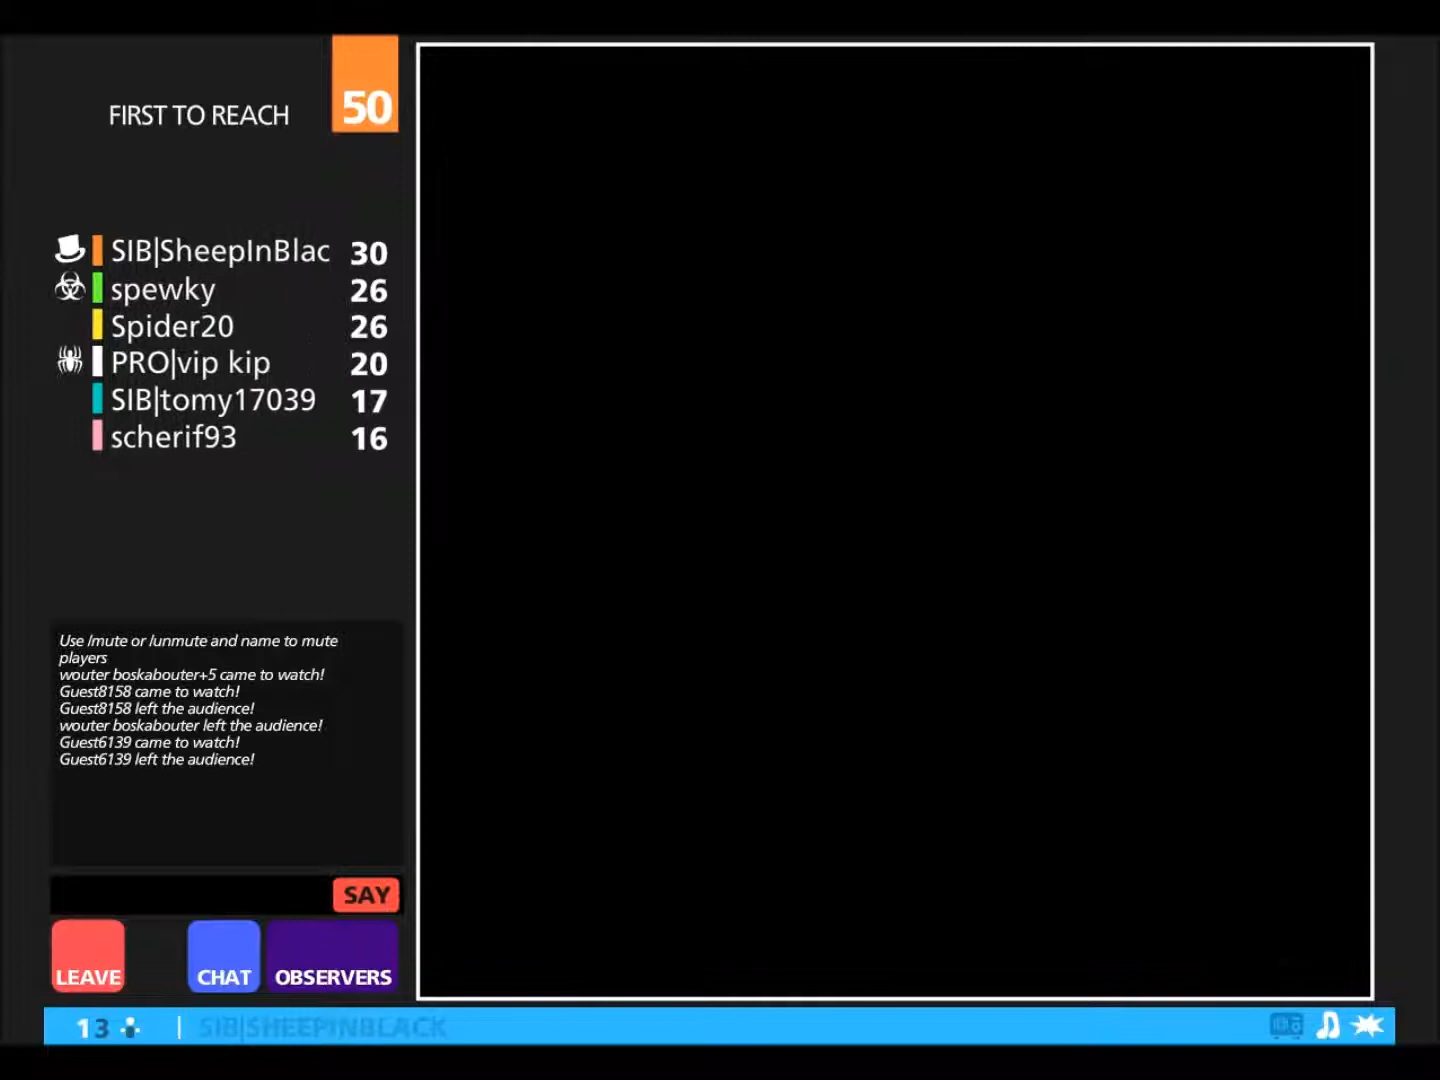 FIRST TO REACH
50
SIB|SheepInBlac 30
spewky 26
Spider20 26
PRO|vip kip 20
SIB|tomy17039 17
scherif93 16
Use /mute or /unmute and name to mute
players
wouter boskabouter+5 came to watch!
Guest8158 came to watch!
Guest8158 left the audience!
wouter boskabouter left the audience!
Guest6139 came to watch!
Guest6139 left the audience!
SAY
LEAVE
CHAT
OBSERVERS
13 | SIB|SHEEPINBLACK